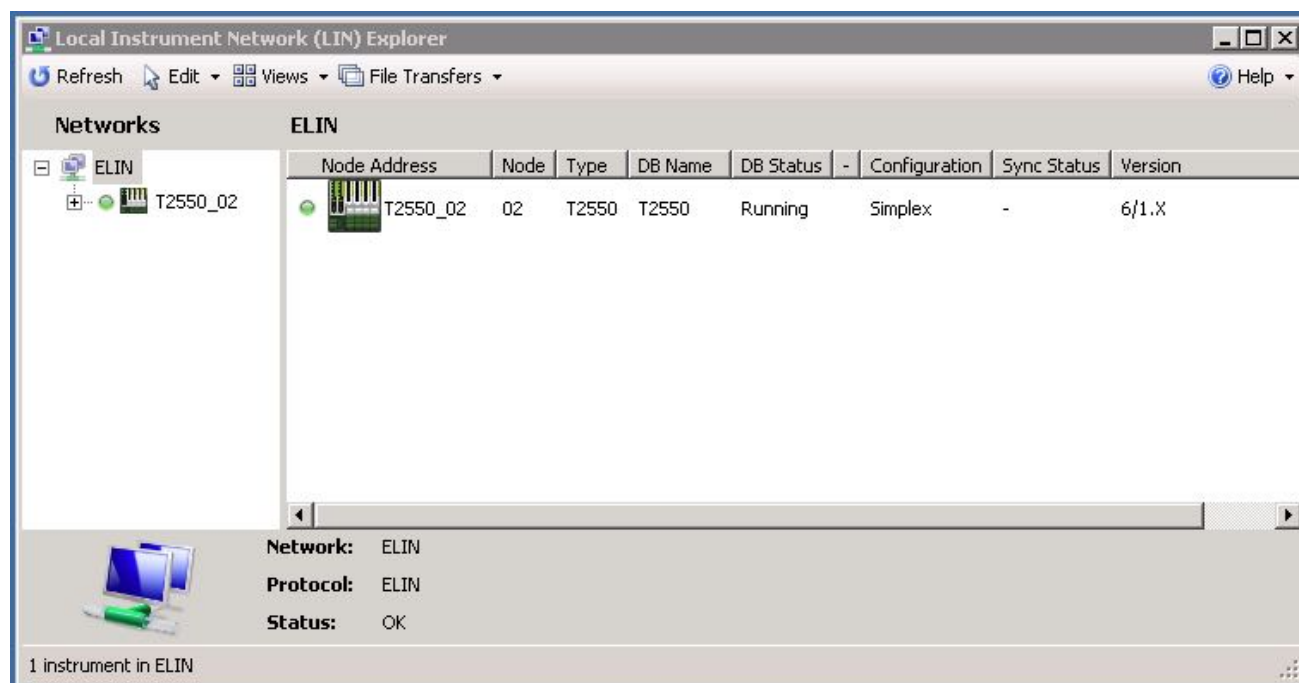 Local Instrument Network (LIN) Explorer
Refresh Edit Views File Transfers Help
Networks ELIN
ELIN Node Address Node Type DB Name DB Status - Configuration Sync Status Version
T2550_02 T2550_02 02 T2550 T2550 Running Simplex - 6/1.X
Network: ELIN
Protocol: ELIN
Status: OK
1 instrument in ELIN